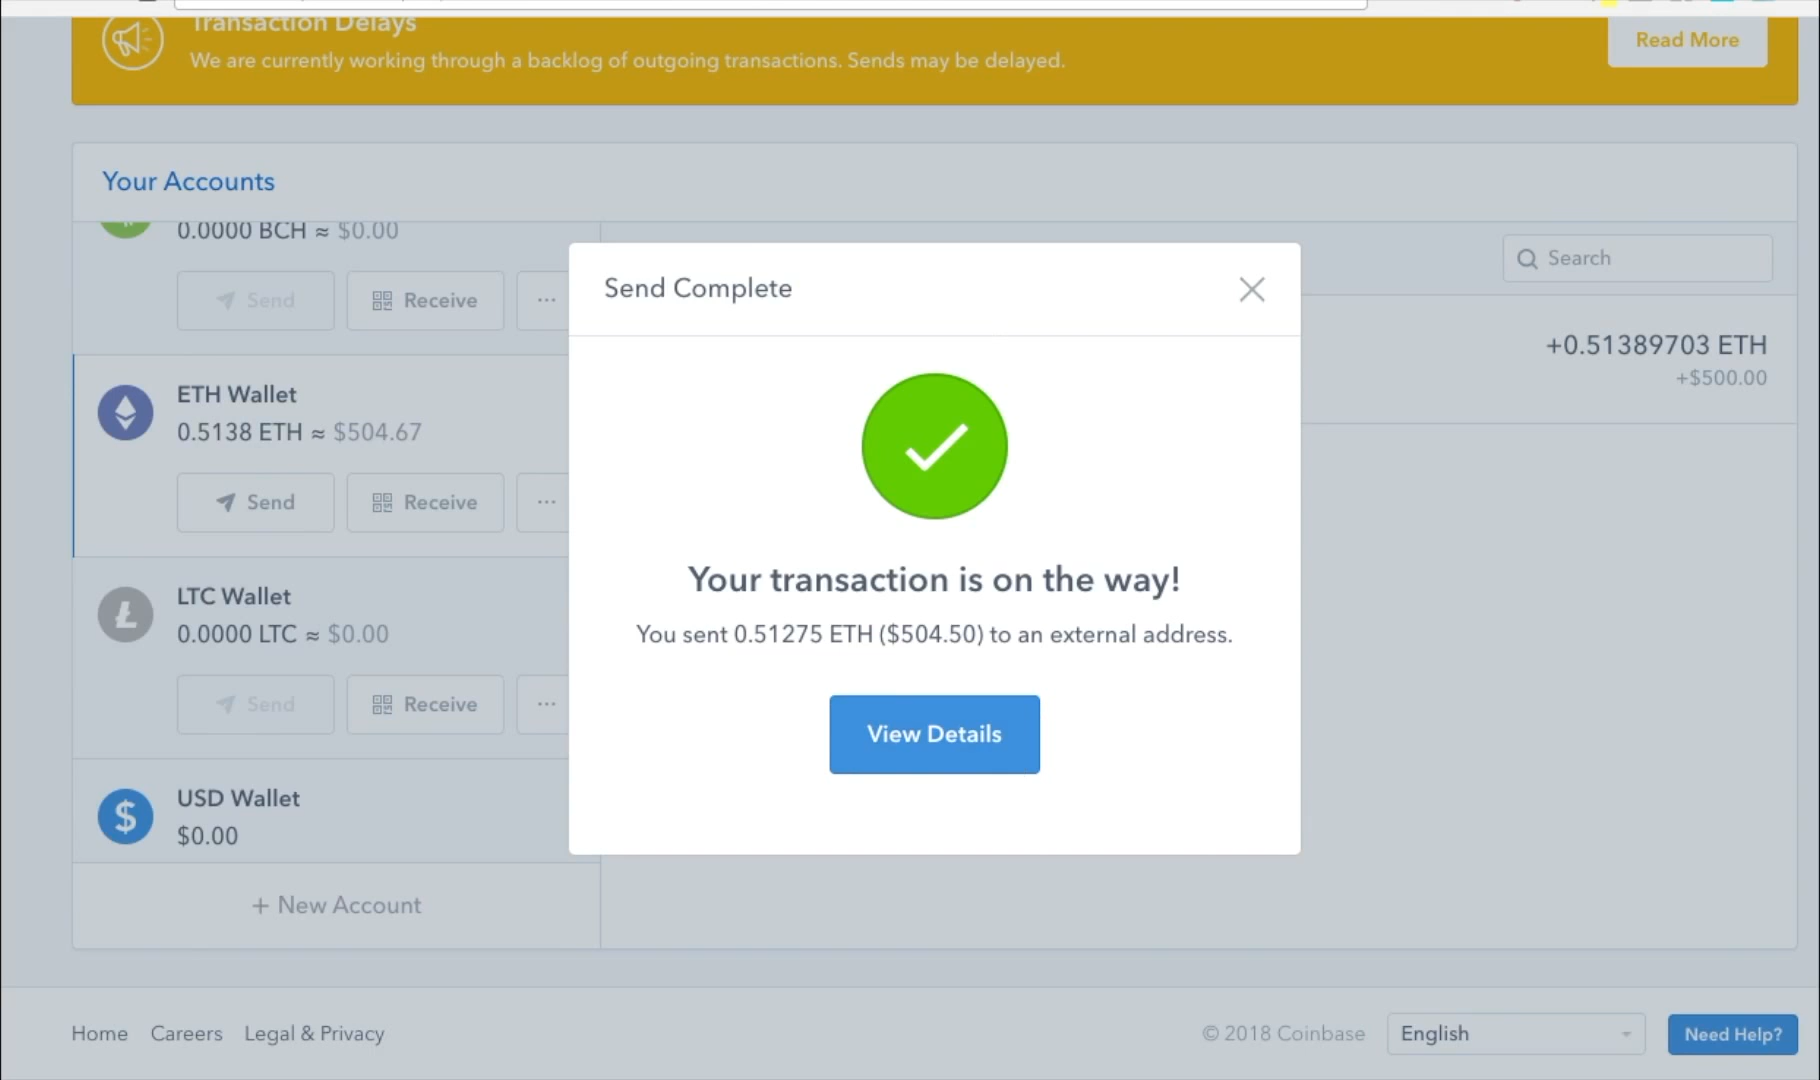 Transaction Delays
We are currently working through a backlog of outgoing transactions. Sends may be delayed.
Read More
Your Accounts
0.0000 BCH ≈ $0.00
Send
Receive
...
Search
+0.51389703 ETH
+$500.00
ETH Wallet
0.5138 ETH ≈ $504.67
Send
Receive
...
LTC Wallet
0.0000 LTC ≈ $0.00
Send
Receive
...
USD Wallet
$0.00
+ New Account
Send Complete
Your transaction is on the way!
You sent 0.51275 ETH ($504.50) to an external address.
View Details
Home
Careers
Legal & Privacy
© 2018 Coinbase
English
Need Help?